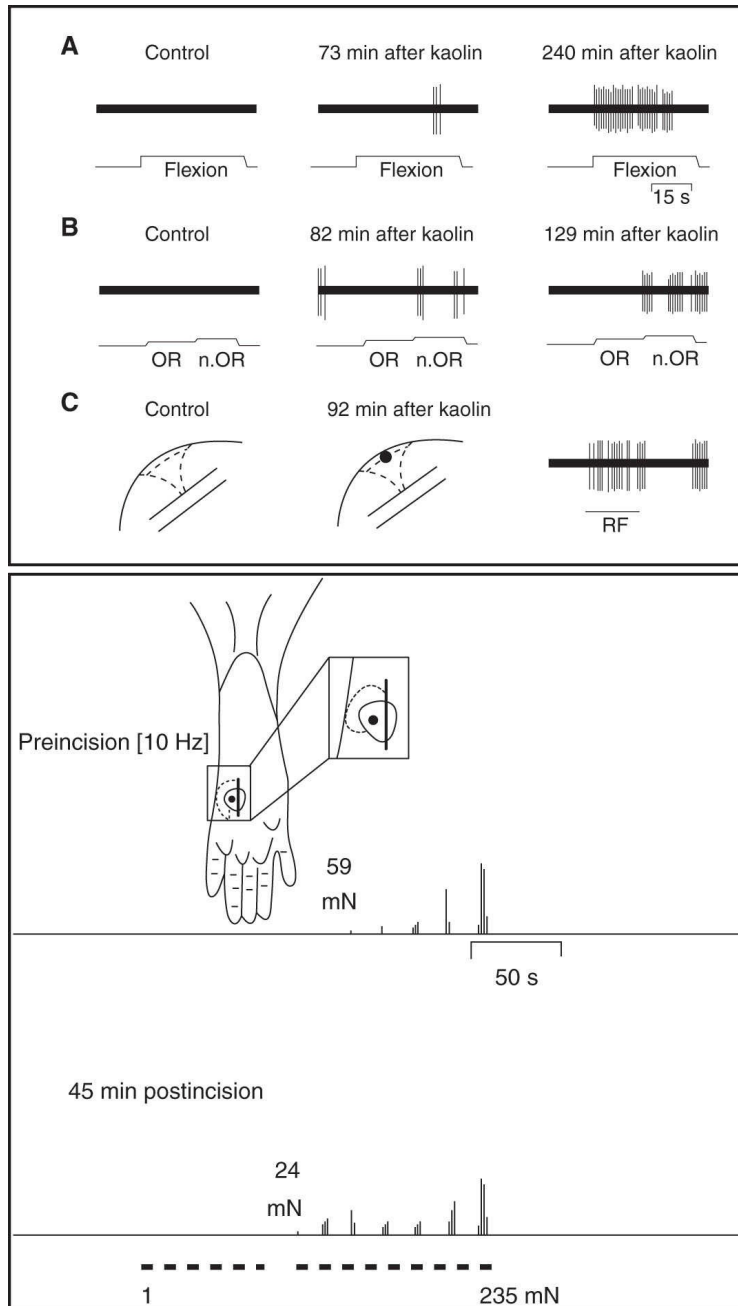 A
Control 73 min after kaolin 240 min after kaolin
Flexion Flexion Flexion
15 s
B
Control 82 min after kaolin 129 min after kaolin
OR n.OR OR n.OR OR n.OR
C
Control 92 min after kaolin
RF
Preincision [10 Hz]
59
mN
50 s
45 min postincision
24
mN
1 235 mN